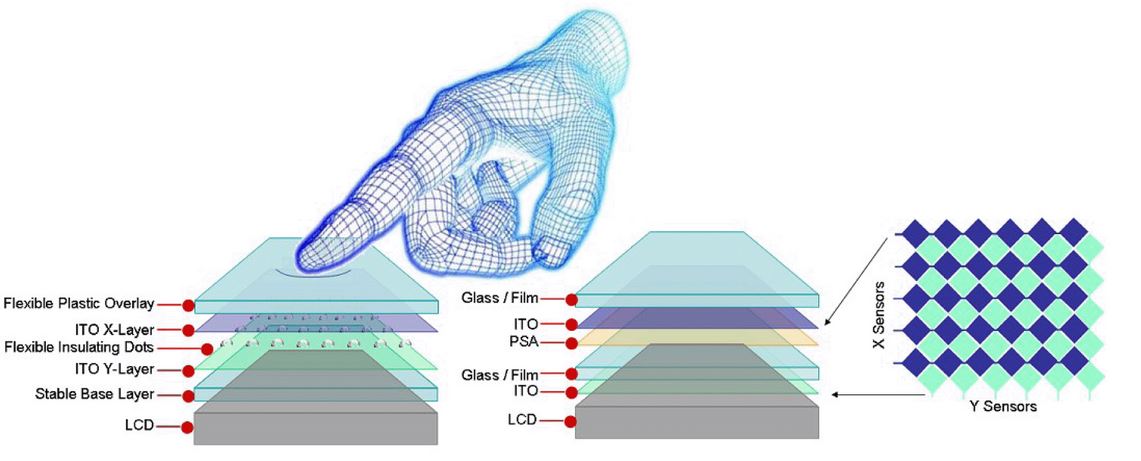 Flexible Plastic Overlay
ITO X-Layer
Flexible Insulating Dots
ITO Y-Layer
Stable Base Layer
LCD
Glass / Film
ITO
PSA
Glass / Film
ITO
LCD
X Sensors
Y Sensors